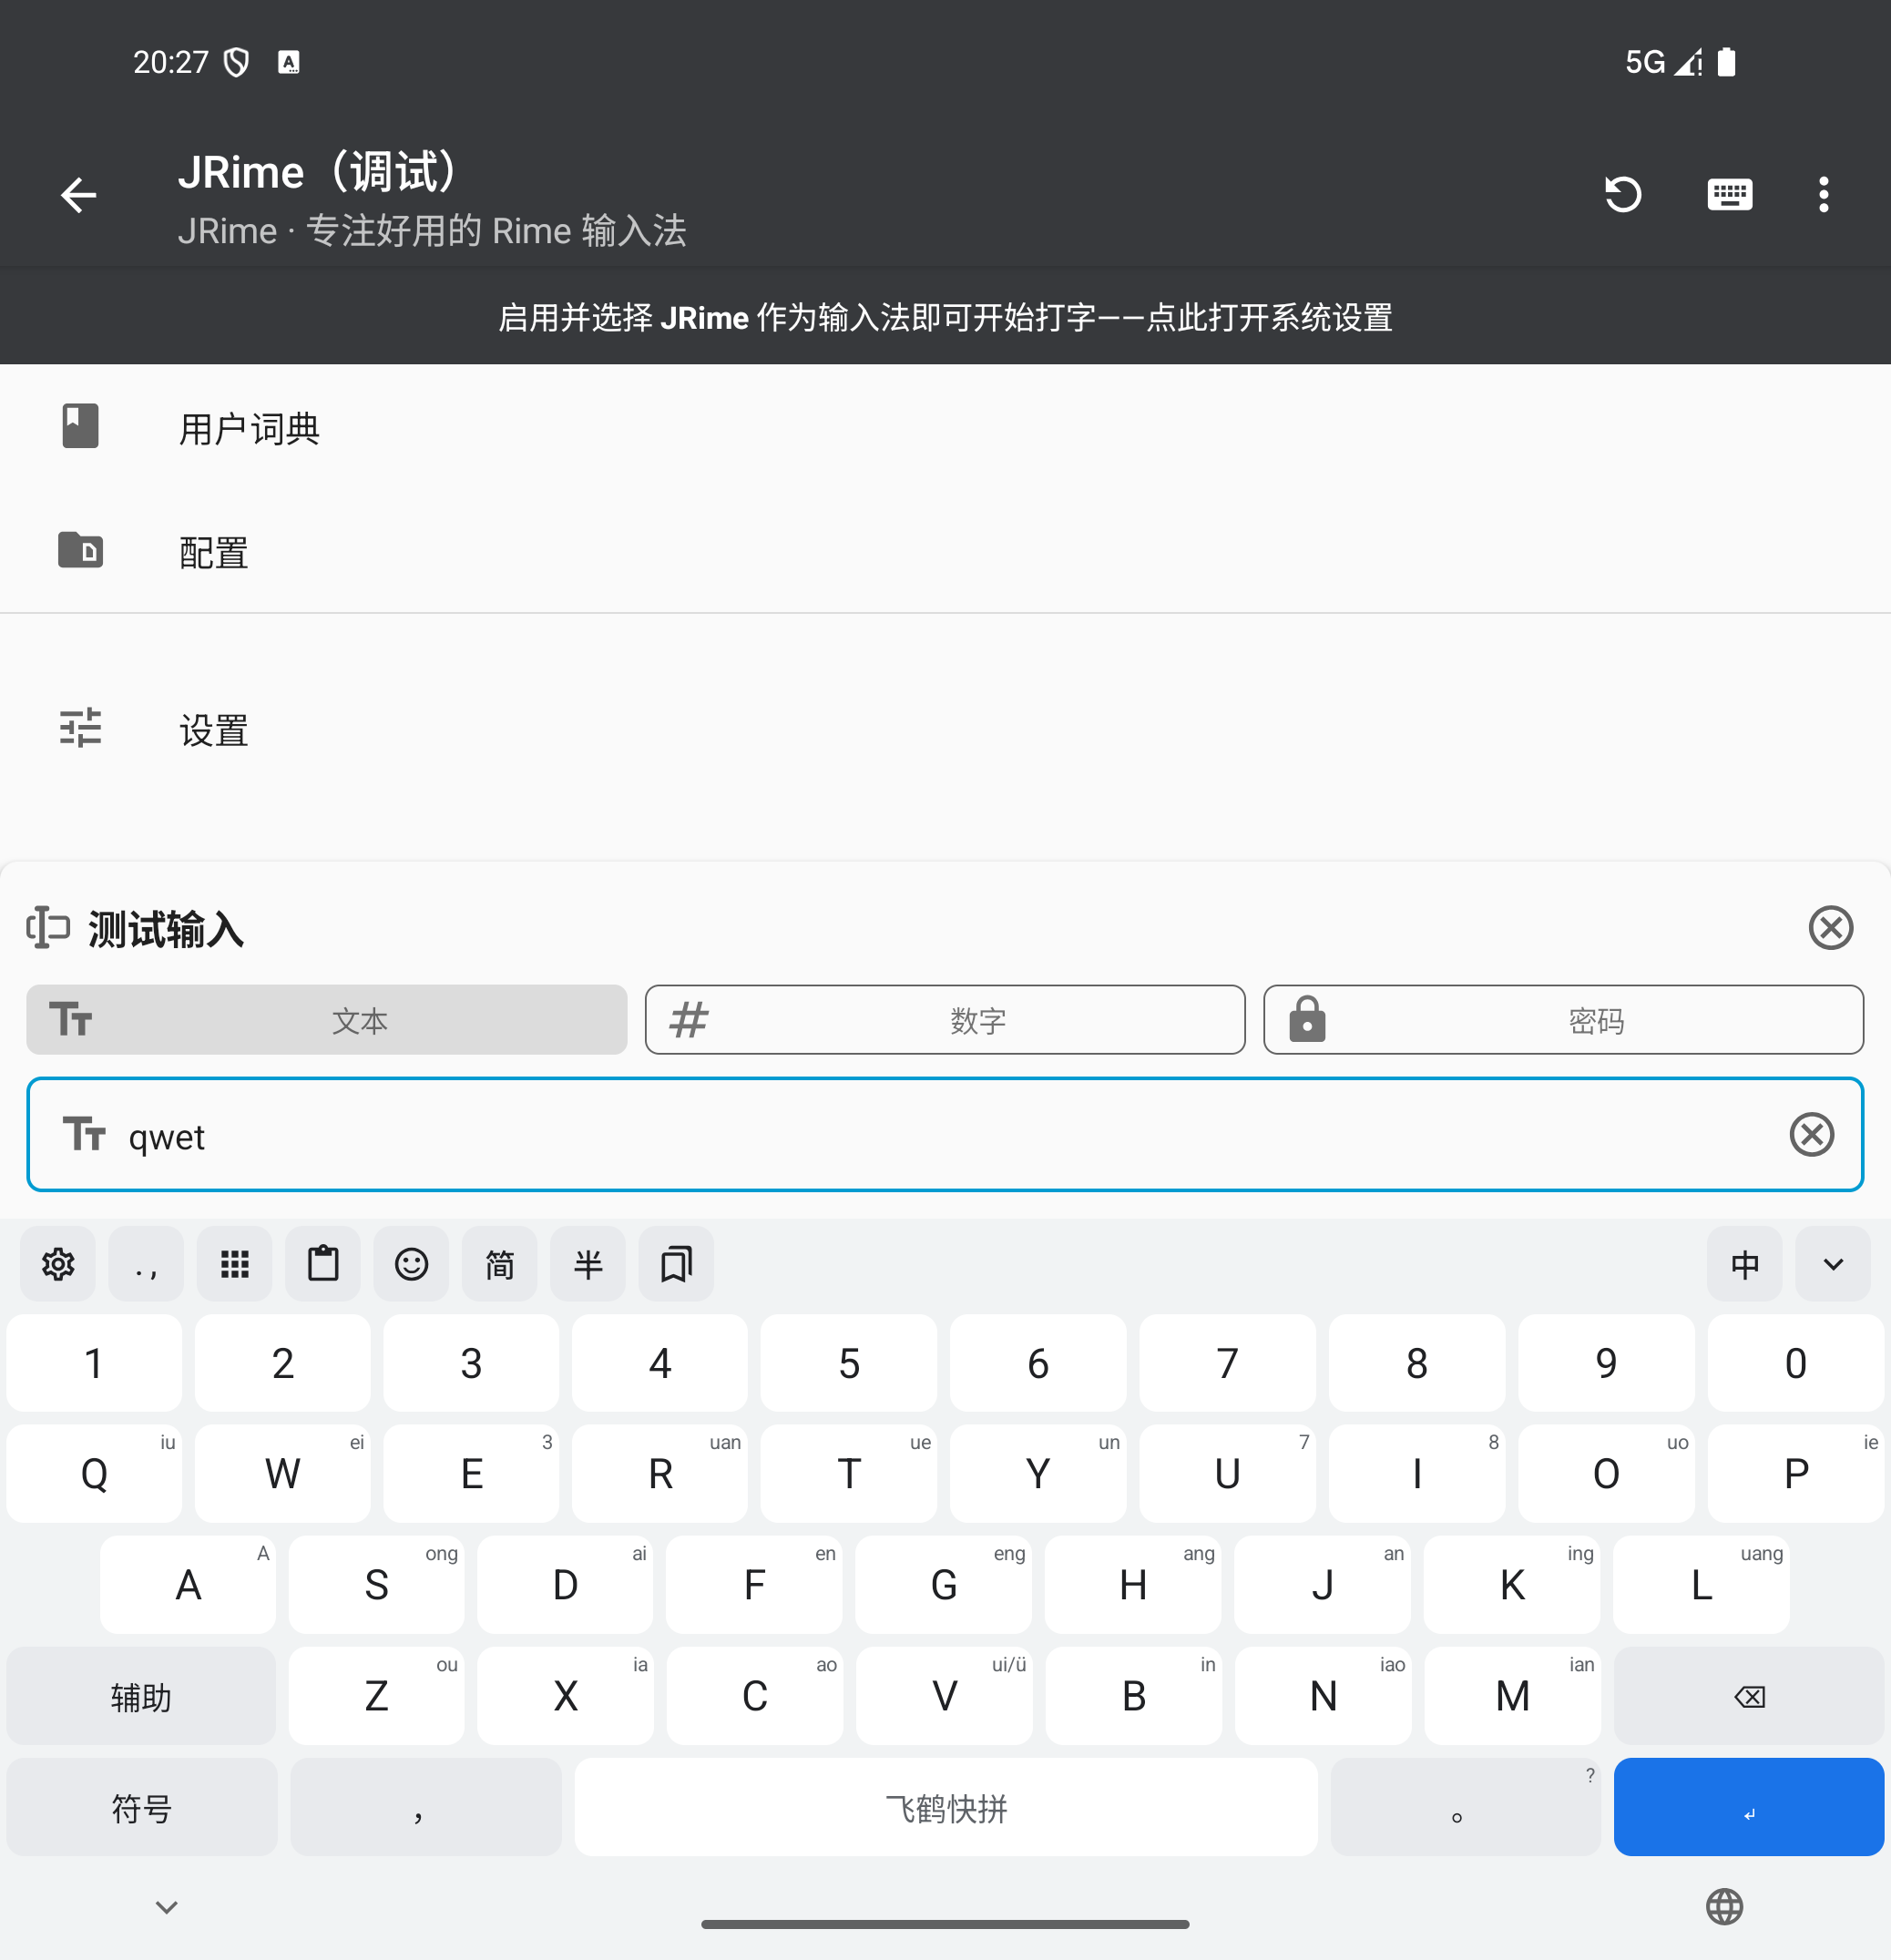 20:27
5G
JRime（调试）
JRime · 专注好用的 Rime 输入法
启用并选择 JRime 作为输入法即可开始打字——点此打开系统设置
用户词典
配置
设置
测试输入
文本 数字 密码
qwet
. , 简 半 中
1 2 3 4 5 6 7 8 9 0
iu ei 3 uan ue un 7 8 uo ie
Q W E R T Y U I O P
A ong ai en eng ang an ing uang
A S D F G H J K L
ou ia ao ui/ü in iao ian
辅助 Z X C V B N M
?
符号 ， 飞鹤快拼 。